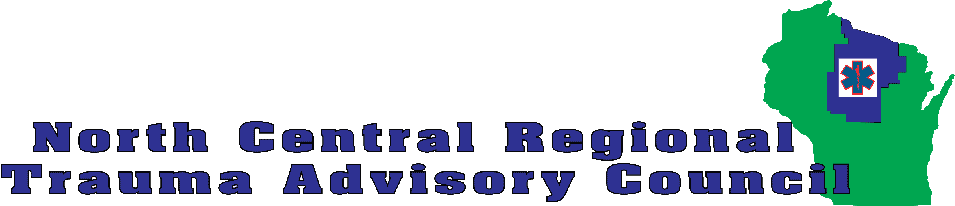 North Central Regional
Trauma Advisory Council